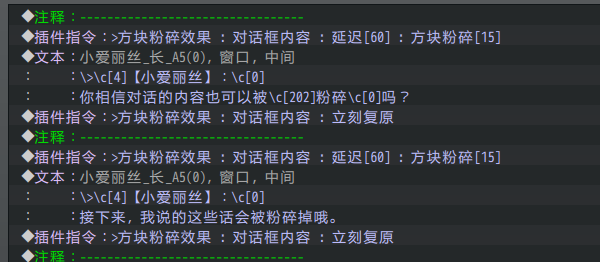 ◆注释：--------------------------------
◆插件指令：>方块粉碎效果 : 对话框内容 : 延迟[60] : 方块粉碎[15]
◆文本：小爱丽丝_长_A5(0), 窗口, 中间
：　　：\>\c[4]【小爱丽丝】：\c[0]
：　　：你相信对话的内容也可以被\c[202]粉碎\c[0]吗？
◆插件指令：>方块粉碎效果 : 对话框内容 : 立刻复原
◆注释：--------------------------------
◆插件指令：>方块粉碎效果 : 对话框内容 : 延迟[60] : 方块粉碎[15]
◆文本：小爱丽丝_长_A5(0), 窗口, 中间
：　　：\>\c[4]【小爱丽丝】：\c[0]
：　　：接下来，我说的这些话会被粉碎掉哦。
◆插件指令：>方块粉碎效果 : 对话框内容 : 立刻复原
◆注释：--------------------------------